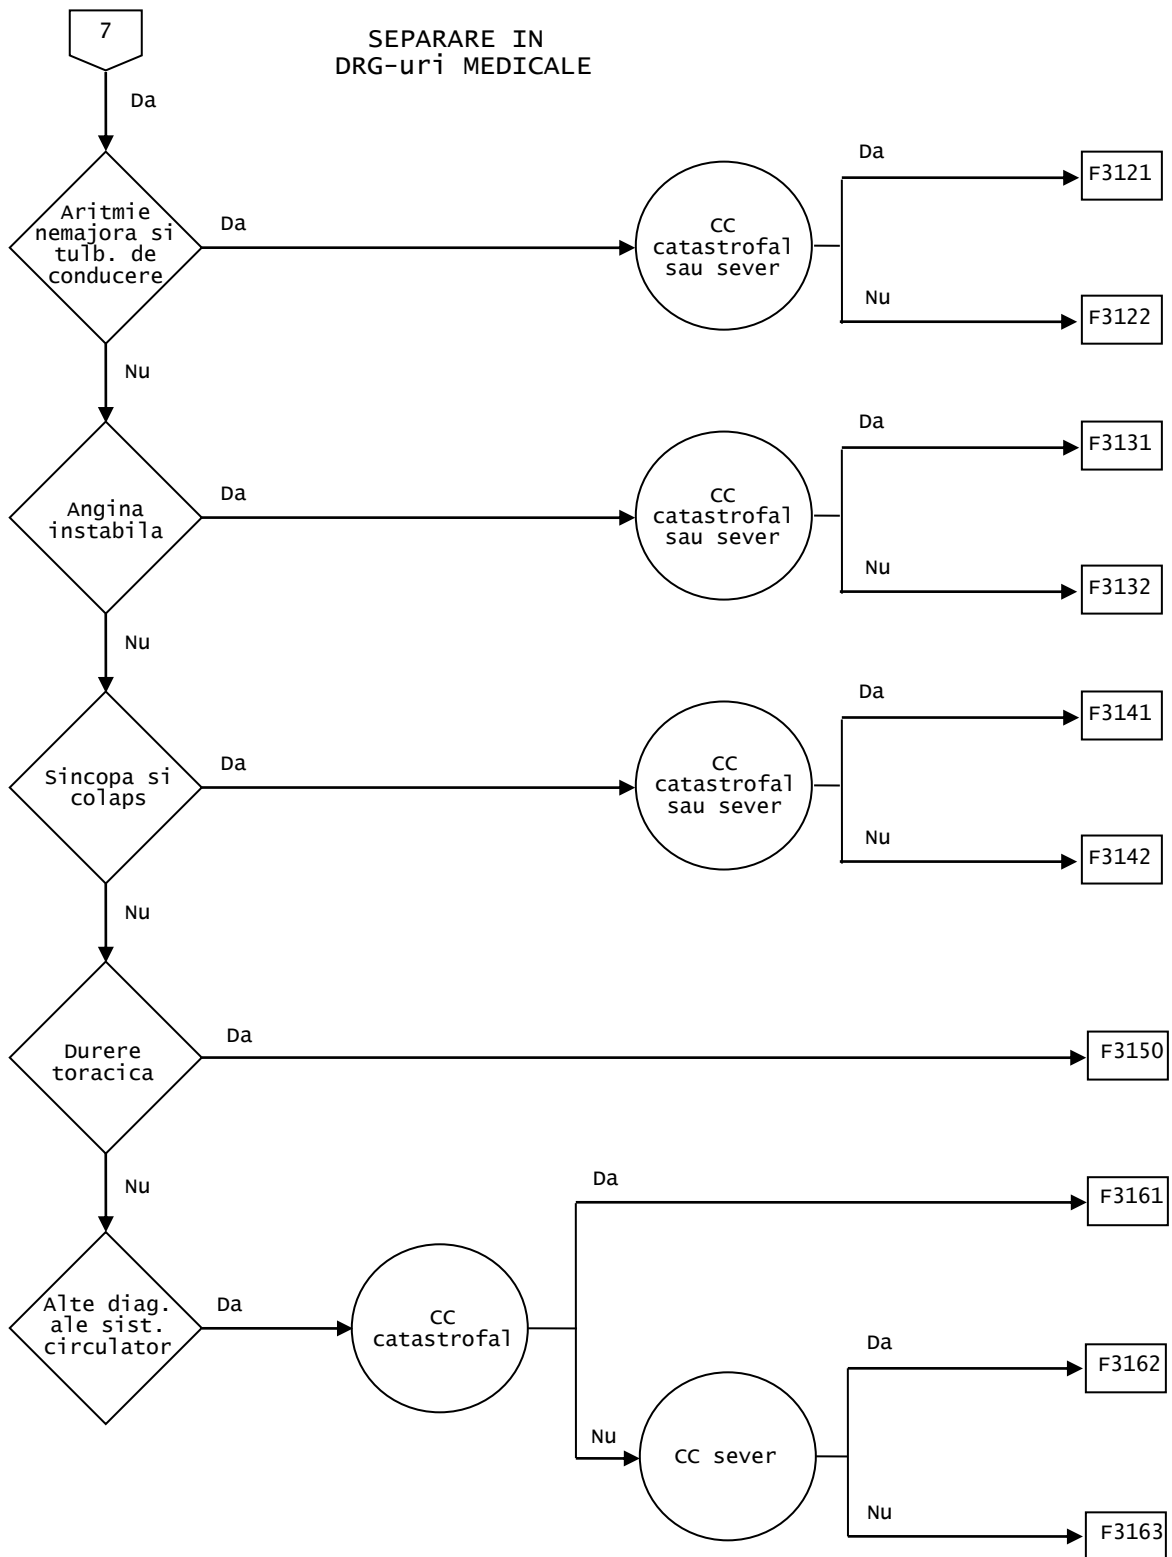 7
SEPARARE IN
DRG-uri MEDICALE
Da
Aritmie
nemajora si
tulb. de
conducere
Da
CC
catastrofal
sau sever
Da
F3121
Nu
F3122
Nu
Angina
instabila
Da
CC
catastrofal
sau sever
Da
F3131
Nu
F3132
Nu
Sincopa si
colaps
Da
CC
catastrofal
sau sever
Da
F3141
Nu
F3142
Nu
Durere
toracica
Da
F3150
Nu
Alte diag.
ale sist.
circulator
Da
CC
catastrofal
Da
F3161
Nu
CC sever
Da
F3162
Nu
F3163